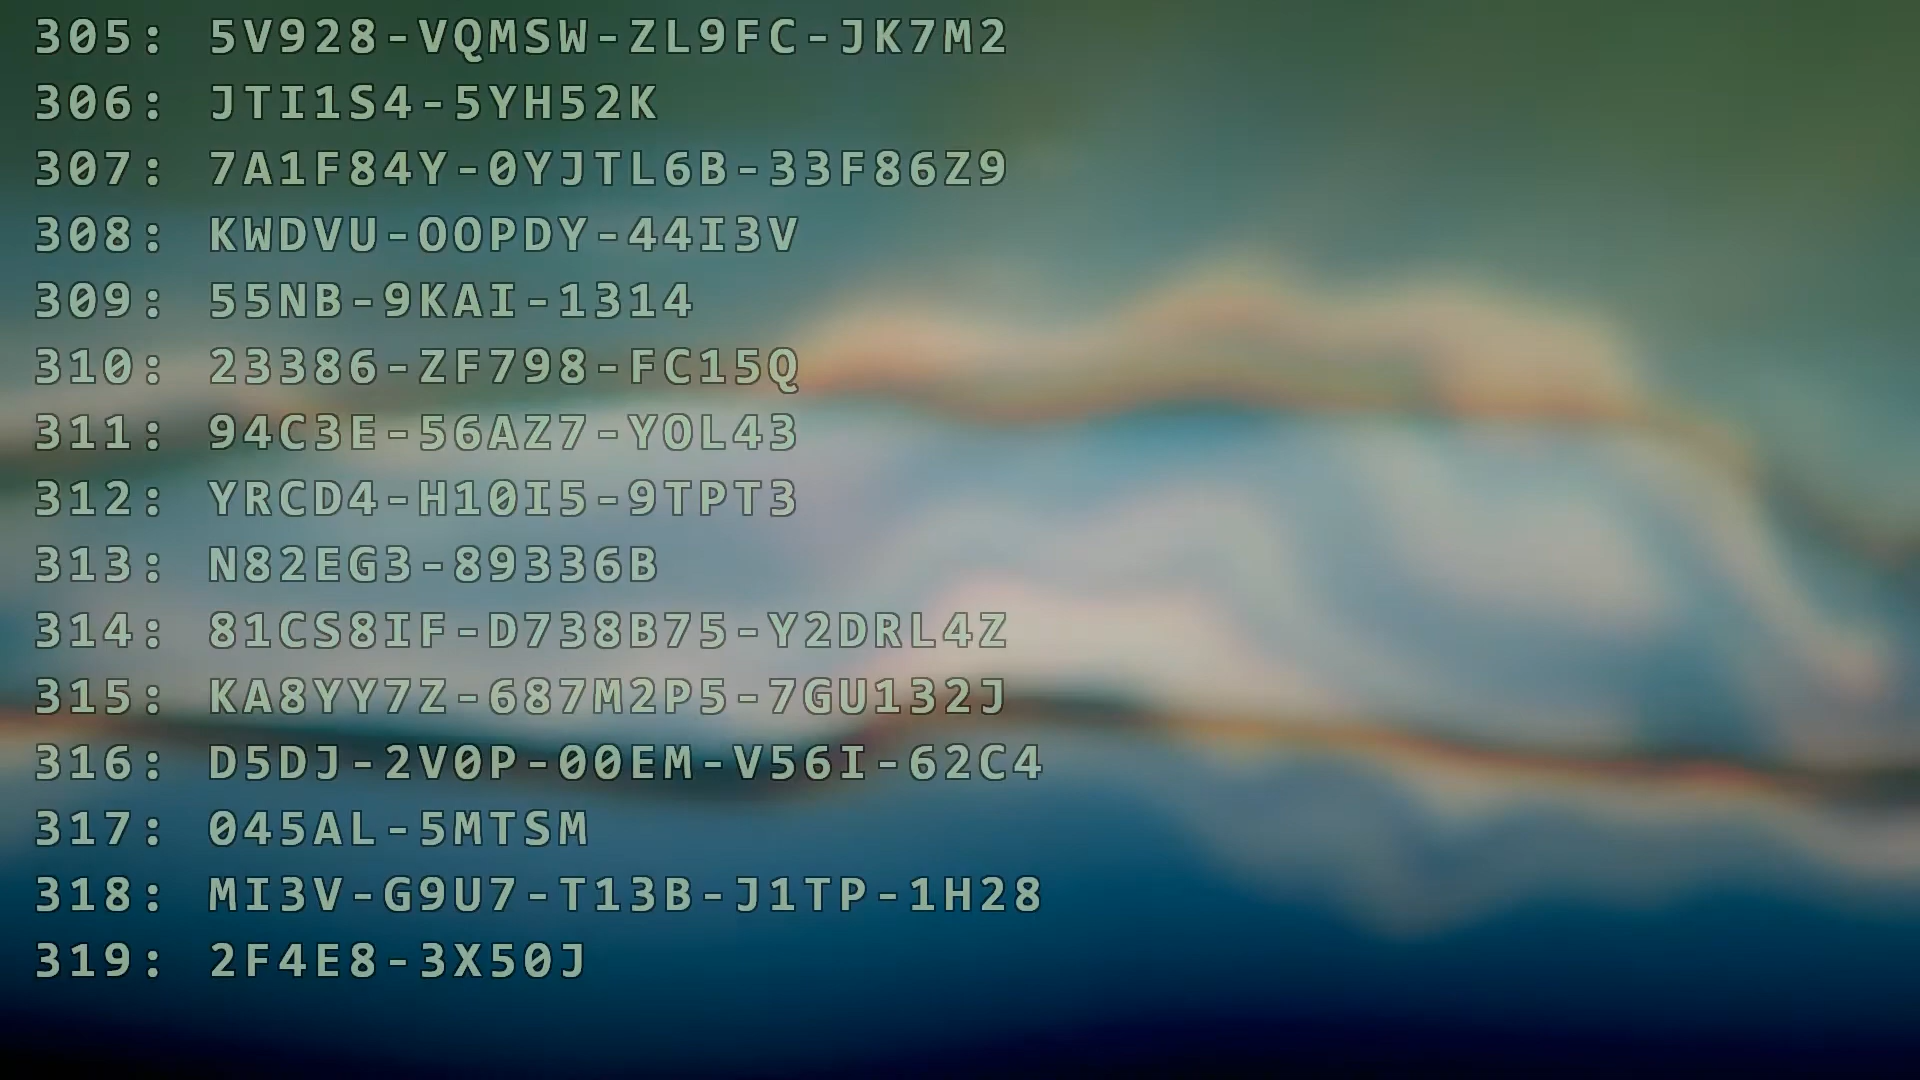 305: 5V928-VQMSW-ZL9FC-JK7M2
306: JTI1S4-5YH52K
307: 7A1F84Y-0YJTL6B-33F86Z9
308: KWDVU-OOPDY-44I3V
309: 55NB-9KAI-1314
310: 23386-ZF798-FC15Q
311: 94C3E-56AZ7-YOL43
312: YRCD4-H10I5-9TPT3
313: N82EG3-89336B
314: 81CS8IF-D738B75-Y2DRL4Z
315: KA8YY7Z-687M2P5-7GU132J
316: D5DJ-2V0P-00EM-V56I-62C4
317: 045AL-5MTSM
318: MI3V-G9U7-T13B-J1TP-1H28
319: 2F4E8-3X50J